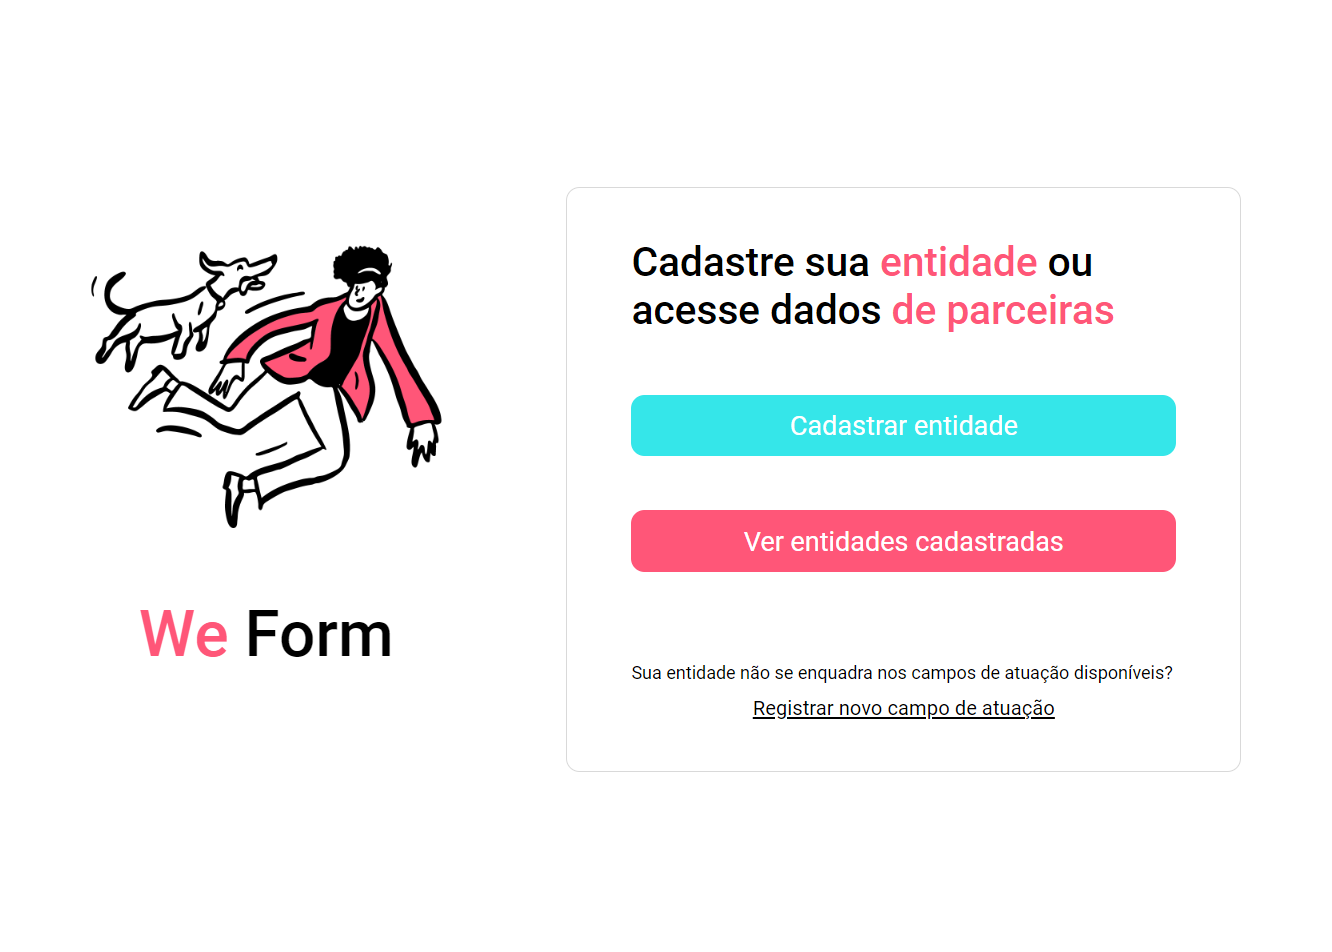 We Form
Cadastre sua entidade ou
acesse dados de parceiras
Cadastrar entidade
Ver entidades cadastradas
Sua entidade não se enquadra nos campos de atuação disponíveis?
Registrar novo campo de atuação